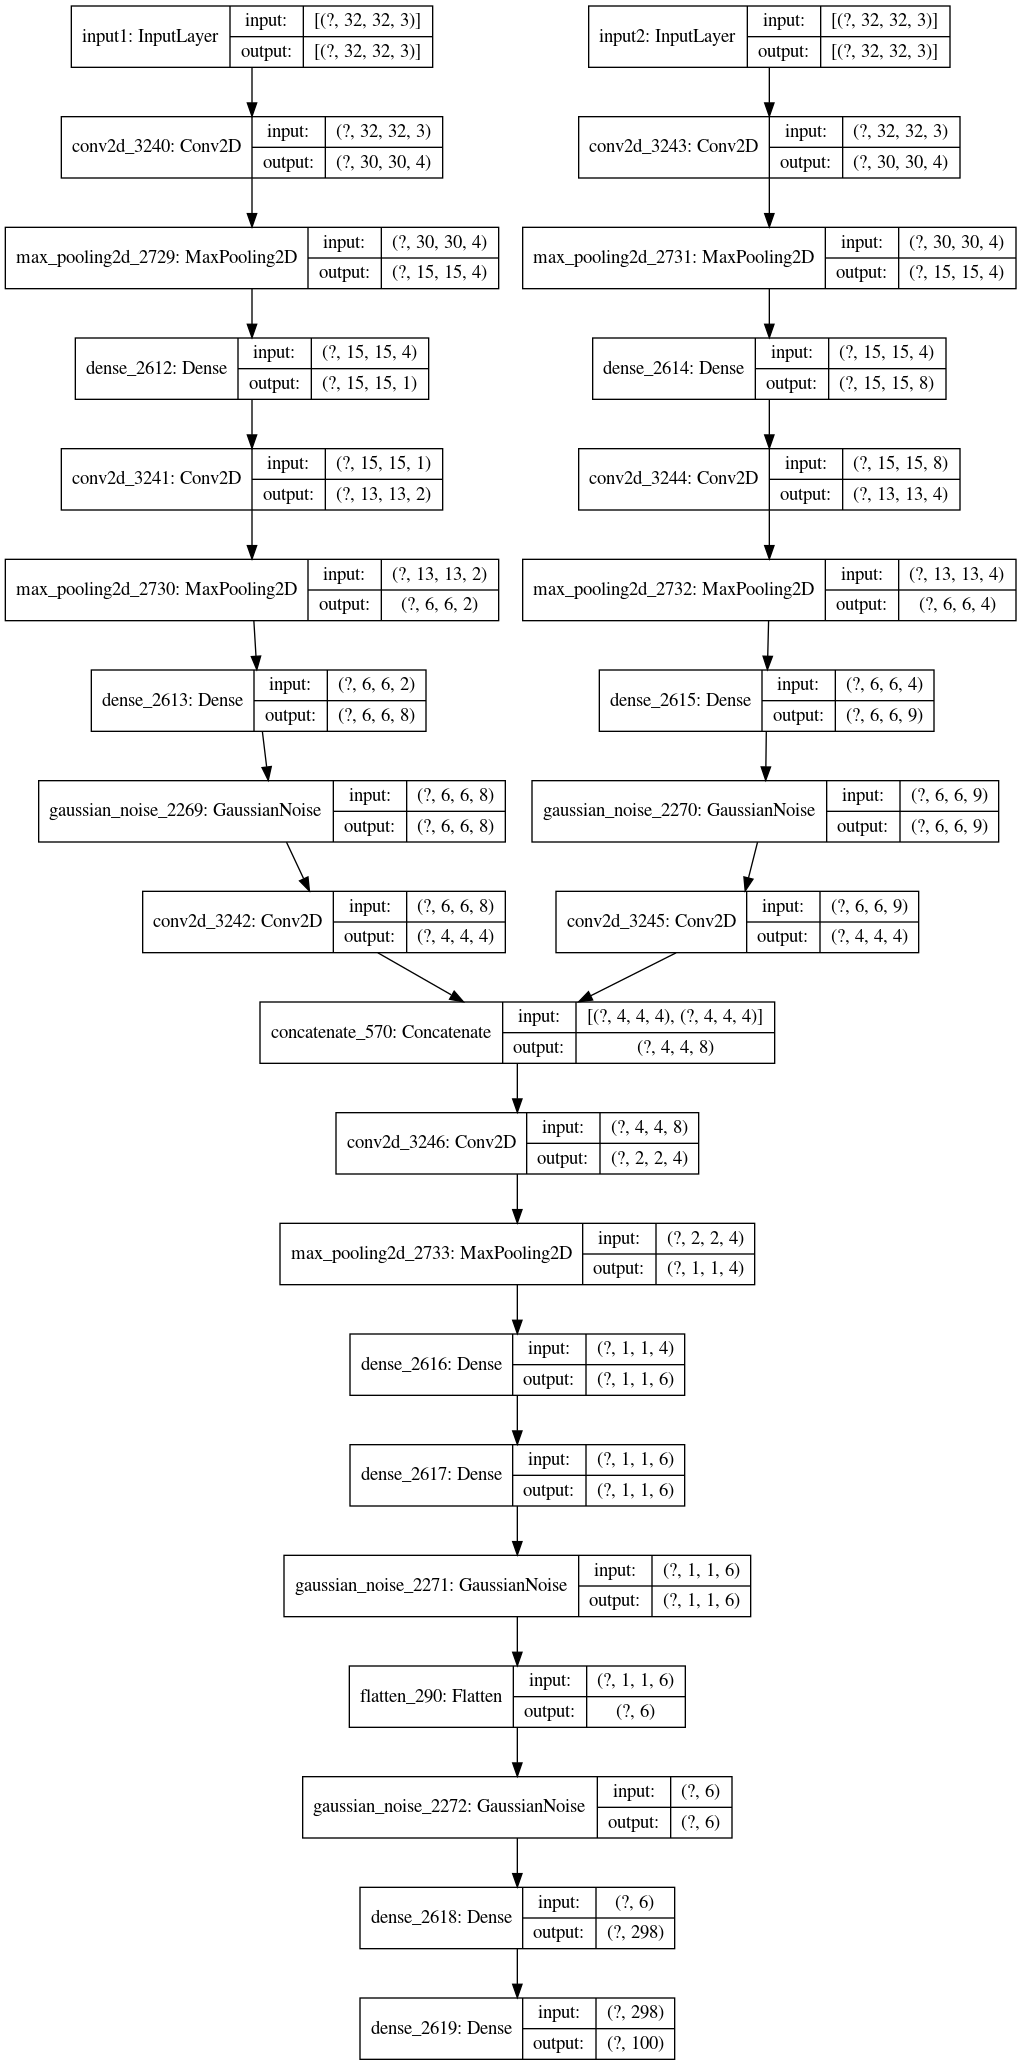 input1: InputLayer
input: [(?, 32, 32, 3)]
output: [(?, 32, 32, 3)]
input2: InputLayer
input: [(?, 32, 32, 3)]
output: [(?, 32, 32, 3)]
conv2d_3240: Conv2D
input: (?, 32, 32, 3)
output: (?, 30, 30, 4)
conv2d_3243: Conv2D
input: (?, 32, 32, 3)
output: (?, 30, 30, 4)
max_pooling2d_2729: MaxPooling2D
input: (?, 30, 30, 4)
output: (?, 15, 15, 4)
max_pooling2d_2731: MaxPooling2D
input: (?, 30, 30, 4)
output: (?, 15, 15, 4)
dense_2612: Dense
input: (?, 15, 15, 4)
output: (?, 15, 15, 1)
dense_2614: Dense
input: (?, 15, 15, 4)
output: (?, 15, 15, 8)
conv2d_3241: Conv2D
input: (?, 15, 15, 1)
output: (?, 13, 13, 2)
conv2d_3244: Conv2D
input: (?, 15, 15, 8)
output: (?, 13, 13, 4)
max_pooling2d_2730: MaxPooling2D
input: (?, 13, 13, 2)
output: (?, 6, 6, 2)
max_pooling2d_2732: MaxPooling2D
input: (?, 13, 13, 4)
output: (?, 6, 6, 4)
dense_2613: Dense
input: (?, 6, 6, 2)
output: (?, 6, 6, 8)
dense_2615: Dense
input: (?, 6, 6, 4)
output: (?, 6, 6, 9)
gaussian_noise_2269: GaussianNoise
input: (?, 6, 6, 8)
output: (?, 6, 6, 8)
gaussian_noise_2270: GaussianNoise
input: (?, 6, 6, 9)
output: (?, 6, 6, 9)
conv2d_3242: Conv2D
input: (?, 6, 6, 8)
output: (?, 4, 4, 4)
conv2d_3245: Conv2D
input: (?, 6, 6, 9)
output: (?, 4, 4, 4)
concatenate_570: Concatenate
input: [(?, 4, 4, 4), (?, 4, 4, 4)]
output: (?, 4, 4, 8)
conv2d_3246: Conv2D
input: (?, 4, 4, 8)
output: (?, 2, 2, 4)
max_pooling2d_2733: MaxPooling2D
input: (?, 2, 2, 4)
output: (?, 1, 1, 4)
dense_2616: Dense
input: (?, 1, 1, 4)
output: (?, 1, 1, 6)
dense_2617: Dense
input: (?, 1, 1, 6)
output: (?, 1, 1, 6)
gaussian_noise_2271: GaussianNoise
input: (?, 1, 1, 6)
output: (?, 1, 1, 6)
flatten_290: Flatten
input: (?, 1, 1, 6)
output: (?, 6)
gaussian_noise_2272: GaussianNoise
input: (?, 6)
output: (?, 6)
dense_2618: Dense
input: (?, 6)
output: (?, 298)
dense_2619: Dense
input: (?, 298)
output: (?, 100)